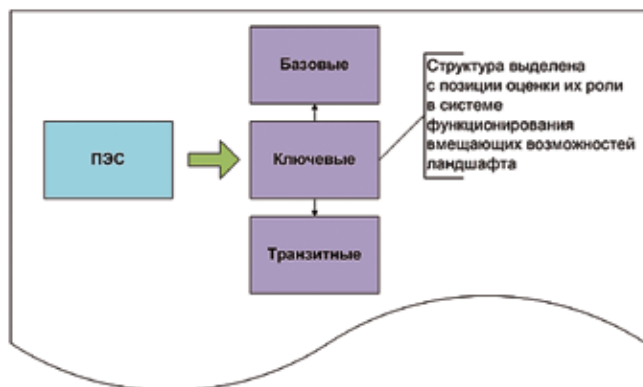 Базовые
ПЭС
Ключевые
Транзитные
Структура выделена
с позиции оценки их роли
в системе
функционирования
вмещающих возможностей
ландшафта